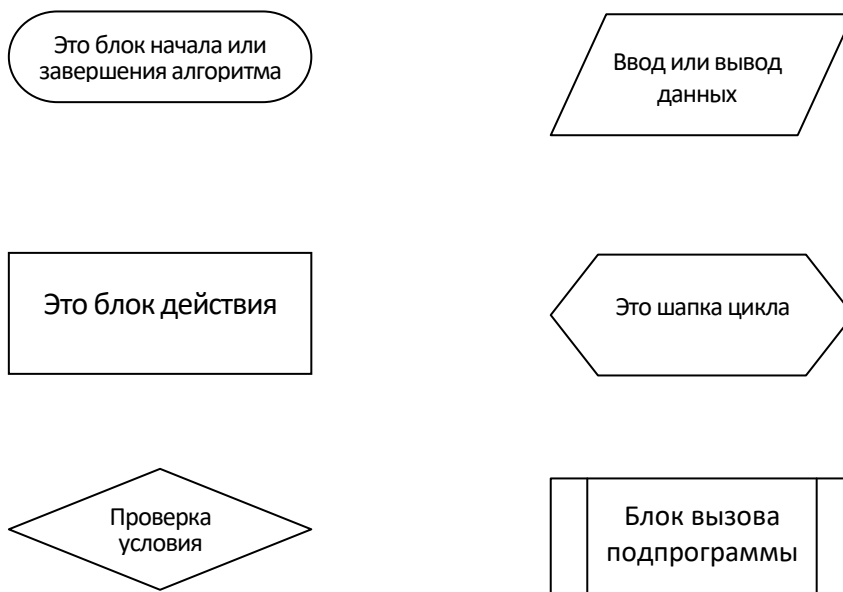 Это блок начала или
завершения алгоритма
Ввод или вывод
данных
Это блок действия
Это шапка цикла
Проверка
условия
Блок вызова
подпрограммы